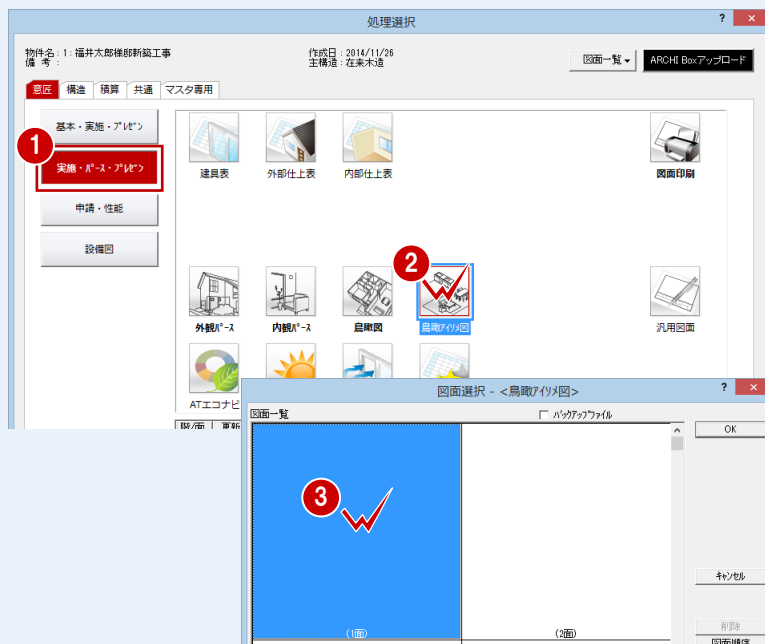 処理選択
? ×
物件名：1：福井太郎様邸新築工事
備 考：
作成日：2014/11/26
主構造：在来木造
図面一覧
ARCHI Boxアップロード
意匠 構造 積算 共通 マスタ専用
基本・実施・プレゼン
1
実施・パース・プレゼン
申請・性能
設備図
建具表 外部仕上表 内部仕上表 図面印刷
2
外観パース 内観パース 鳥瞰図 鳥瞰アイソメ図 汎用図面
ATエコナビ
階/面 更新
図面選択 - <鳥瞰アイソメ図>
? ×
図面一覧
バックアップファイル
OK
3
キャンセル
削除
図面順序
(1面) (2面)